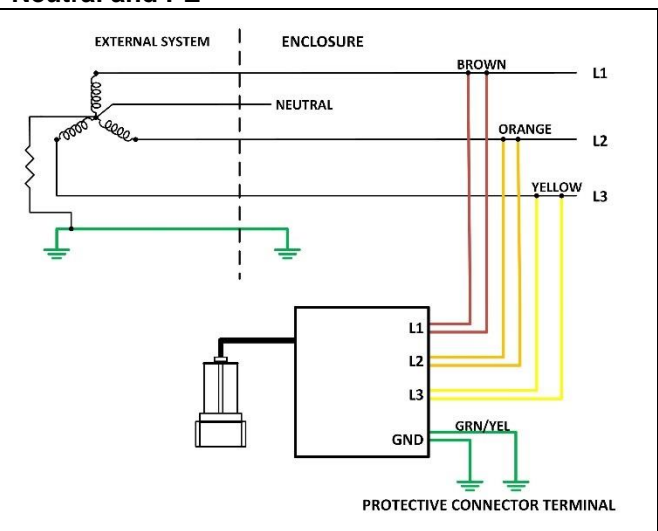 Neutral and PE
EXTERNAL SYSTEM
ENCLOSURE
BROWN
L1
NEUTRAL
ORANGE
L2
YELLOW
L3
L1
L2
L3
GRN/YEL
GND
PROTECTIVE CONNECTOR TERMINAL